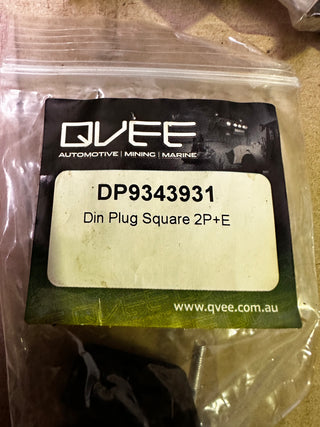 QVEE
AUTOMOTIVE | MINING | MARINE
DP9343931
Din Plug Square 2P+E
www.qvee.com.au